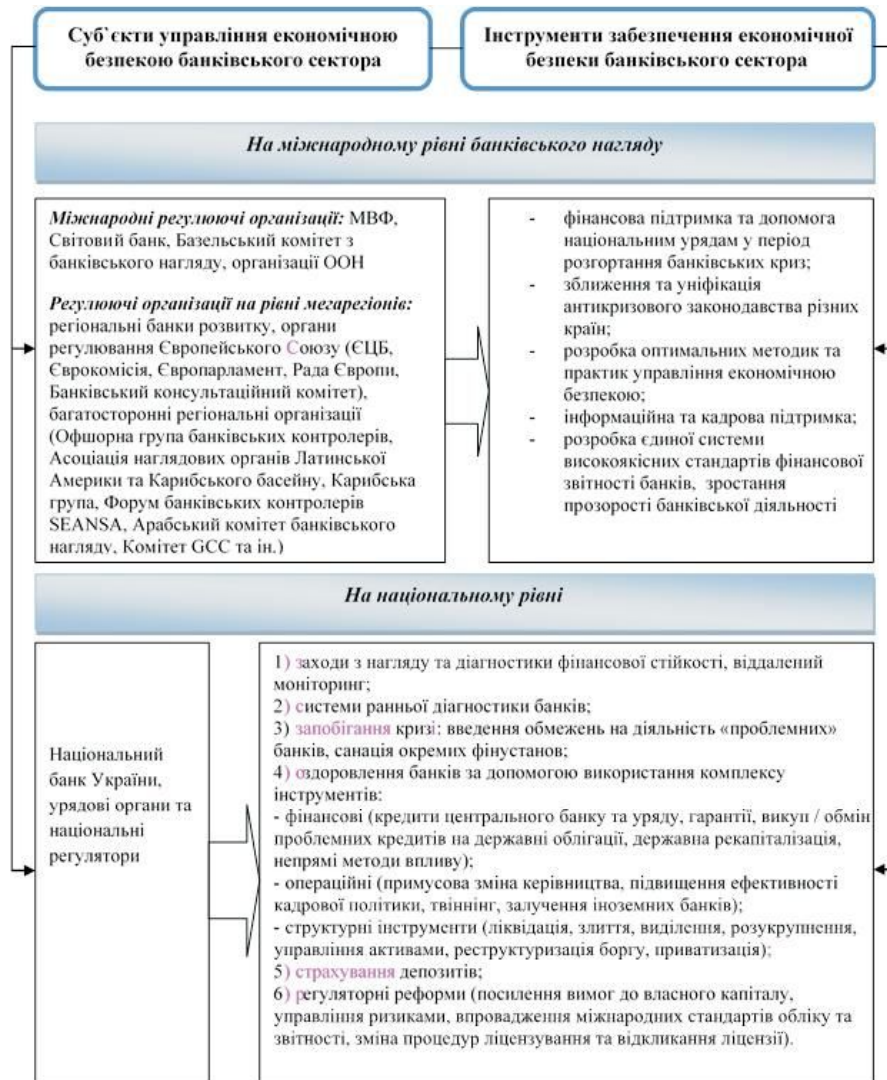 Суб`єкти управління економічною
безпекою банківського сектора
Інструменти забезпечення економічної
безпеки банківського сектора
На міжнародному рівні банківського нагляду
Міжнародні регулюючі організації: МВФ,
Світовий банк, Базельський комітет з
банківського нагляду, організації ООН
Регулюючі організації на рівні мегарегіонів:
регіональні банки розвитку, органи
регулювання Європейського Союзу (ЄЦБ,
Єврокомісія, Європарламент, Рада Європи,
Банківський консультаційний комітет),
багатосторонні регіональні організації
(Офшорна група банківських контролерів,
Асоціація наглядових органів Латинської
Америки та Карибського басейну, Карибська
група, Форум банківських контролерів
SEANSA, Арабський комітет банківського
нагляду, Комітет GCC та ін.)
- фінансова підтримка та допомога
національним урядам у період
розгортання банківських криз;
- зближення та уніфікація
антикризового законодавства різних
країн;
- розробка оптимальних методик та
практик управління економічною
безпекою;
- інформаційна та кадрова підтримка;
- розробка єдиної системи
високоякісних стандартів фінансової
звітності банків, зростання
прозорості банківської діяльності
На національному рівні
Національний
банк України,
урядові органи та
національні
регулятори
1) заходи з нагляду та діагностики фінансової стійкості, віддалений
моніторинг;
2) системи ранньої діагностики банків;
3) запобігання кризі: введення обмежень на діяльність «проблемних»
банків, санація окремих фінустанов;
4) оздоровлення банків за допомогою використання комплексу
інструментів:
- фінансові (кредити центрального банку та уряду, гарантії, викуп / обмін
проблемних кредитів на державні облігації, державна рекапіталізація,
непрямі методи впливу);
- операційні (примусова зміна керівництва, підвищення ефективності
кадрової політики, твіннінг, залучення іноземних банків);
- структурні інструменти (ліквідація, злиття, виділення, розукрупнення,
управління активами, реструктуризація боргу, приватизація);
5) страхування депозитів;
6) регуляторні реформи (посилення вимог до власного капіталу,
управління ризиками, впровадження міжнародних стандартів обліку та
звітності, зміна процедур ліцензування та відкликання ліцензії).